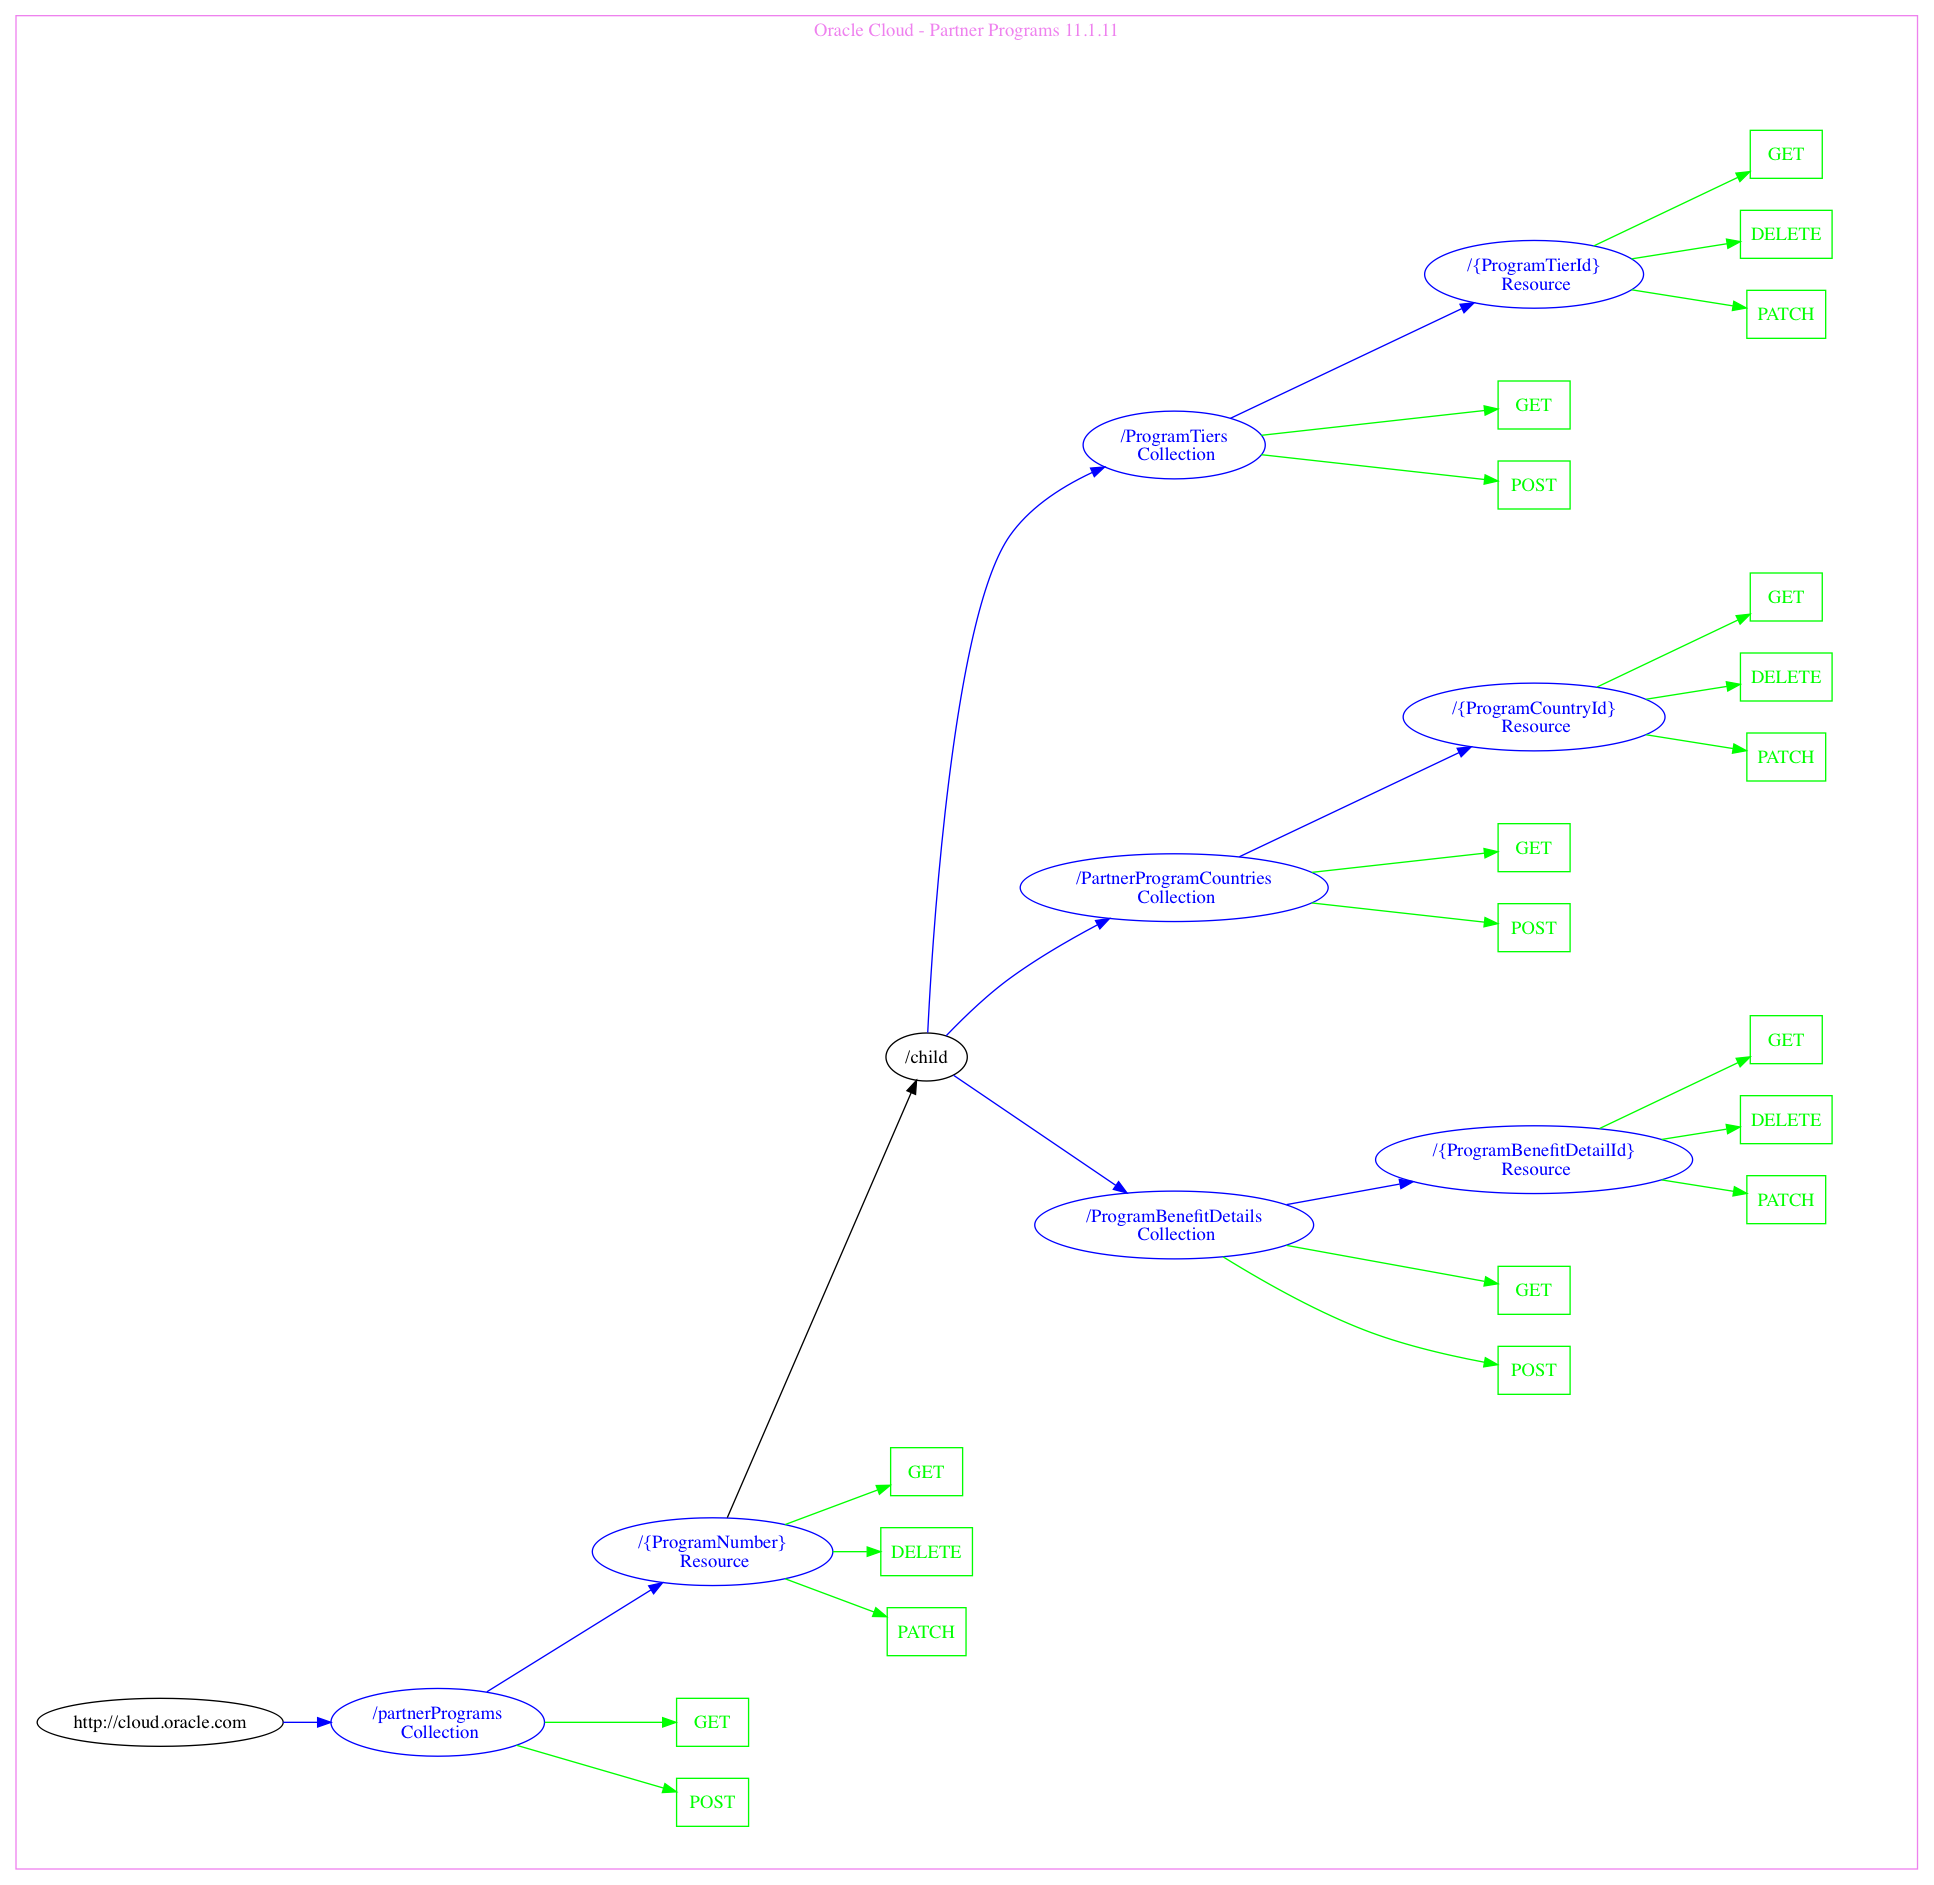 Oracle Cloud - Partner Programs 11.1.11
GET
DELETE
/{ProgramTierId}
Resource
PATCH
GET
/ProgramTiers
Collection
POST
GET
DELETE
/{ProgramCountryId}
Resource
PATCH
GET
/PartnerProgramCountries
Collection
POST
GET
/child
DELETE
/{ProgramBenefitDetailId}
Resource
PATCH
/ProgramBenefitDetails
Collection
GET
POST
GET
/{ProgramNumber}
Resource
DELETE
PATCH
http://cloud.oracle.com
/partnerPrograms
Collection
GET
POST